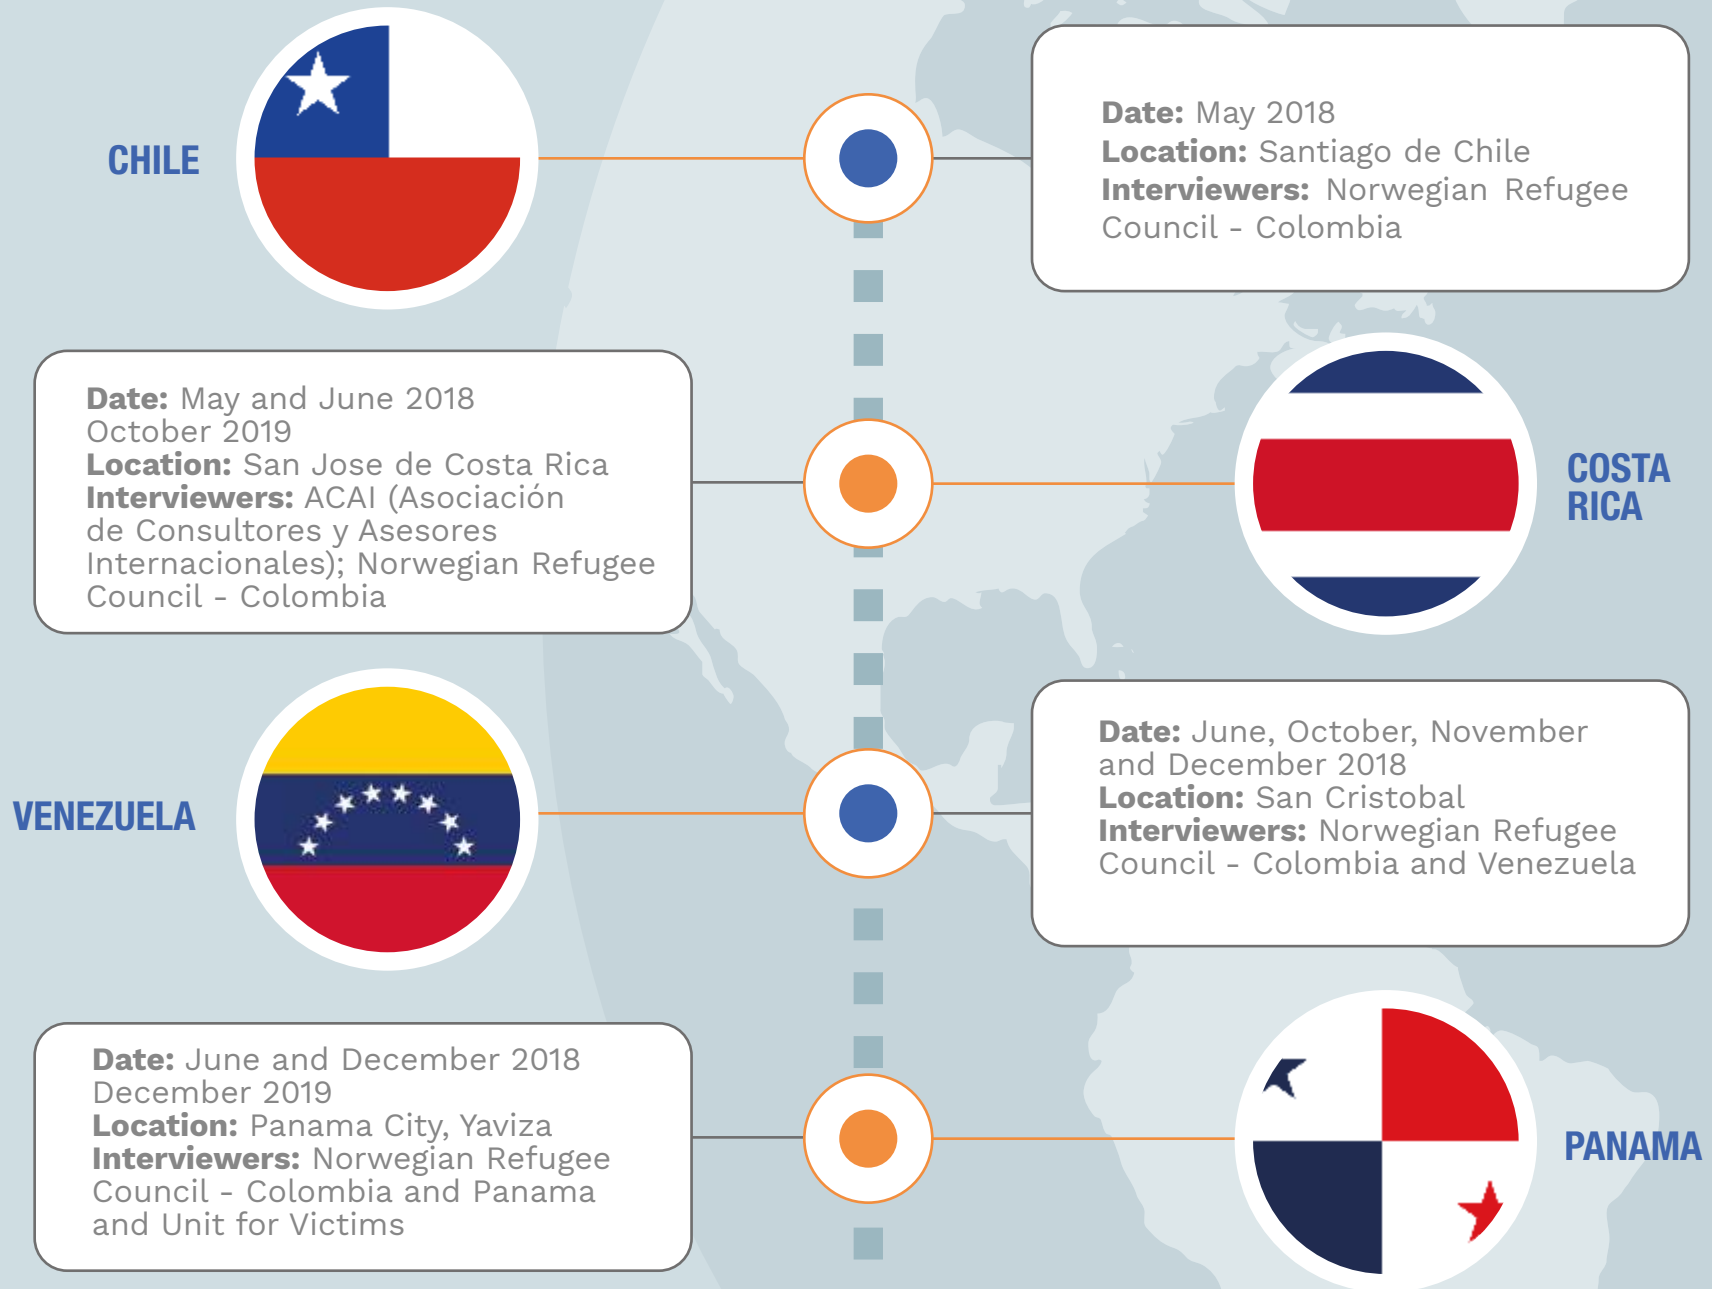 CHILE
Date: May 2018
Location: Santiago de Chile
Interviewers: Norwegian Refugee
Council - Colombia
Date: May and June 2018
October 2019
Location: San Jose de Costa Rica
Interviewers: ACAI (Asociación
de Consultores y Asesores
Internacionales); Norwegian Refugee
Council - Colombia
COSTA
RICA
VENEZUELA
Date: June, October, November
and December 2018
Location: San Cristobal
Interviewers: Norwegian Refugee
Council - Colombia and Venezuela
Date: June and December 2018
December 2019
Location: Panama City, Yaviza
Interviewers: Norwegian Refugee
Council - Colombia and Panama
and Unit for Victims
PANAMA